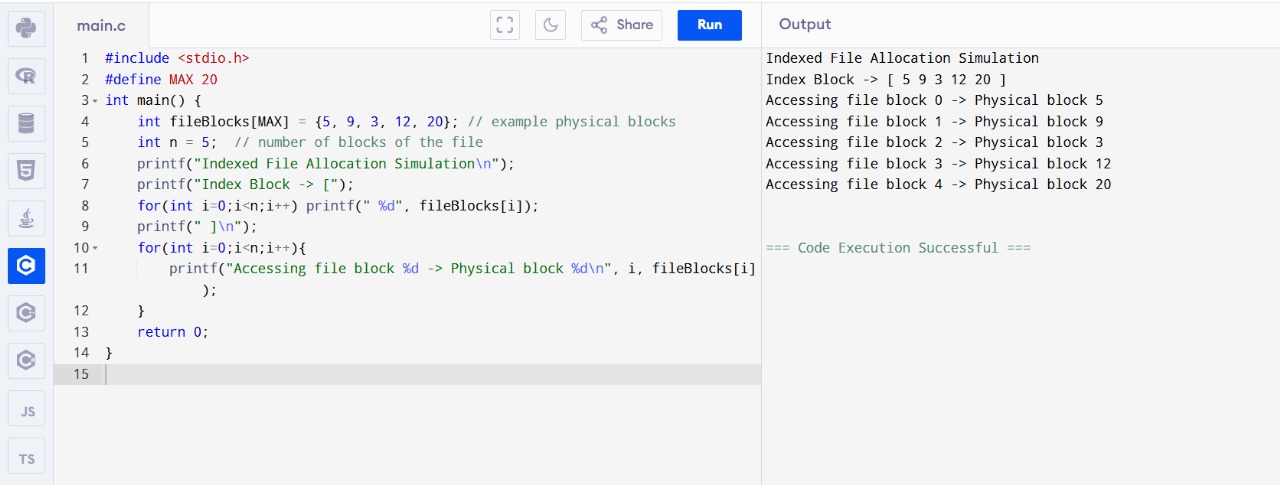 main.c
Share
Run
Output
1 #include <stdio.h>
2 #define MAX 20
3 int main() {
4     int fileBlocks[MAX] = {5, 9, 3, 12, 20}; // example physical blocks
5     int n = 5;  // number of blocks of the file
6     printf("Indexed File Allocation Simulation\n");
7     printf("Index Block -> [");
8     for(int i=0;i<n;i++) printf(" %d", fileBlocks[i]);
9     printf(" ]\n");
10     for(int i=0;i<n;i++){
11         printf("Accessing file block %d -> Physical block %d\n", i, fileBlocks[i]
            );
12     }
13     return 0;
14 }
15
Indexed File Allocation Simulation
Index Block -> [ 5 9 3 12 20 ]
Accessing file block 0 -> Physical block 5
Accessing file block 1 -> Physical block 9
Accessing file block 2 -> Physical block 3
Accessing file block 3 -> Physical block 12
Accessing file block 4 -> Physical block 20
=== Code Execution Successful ===
R
5
C
C
C
JS
TS